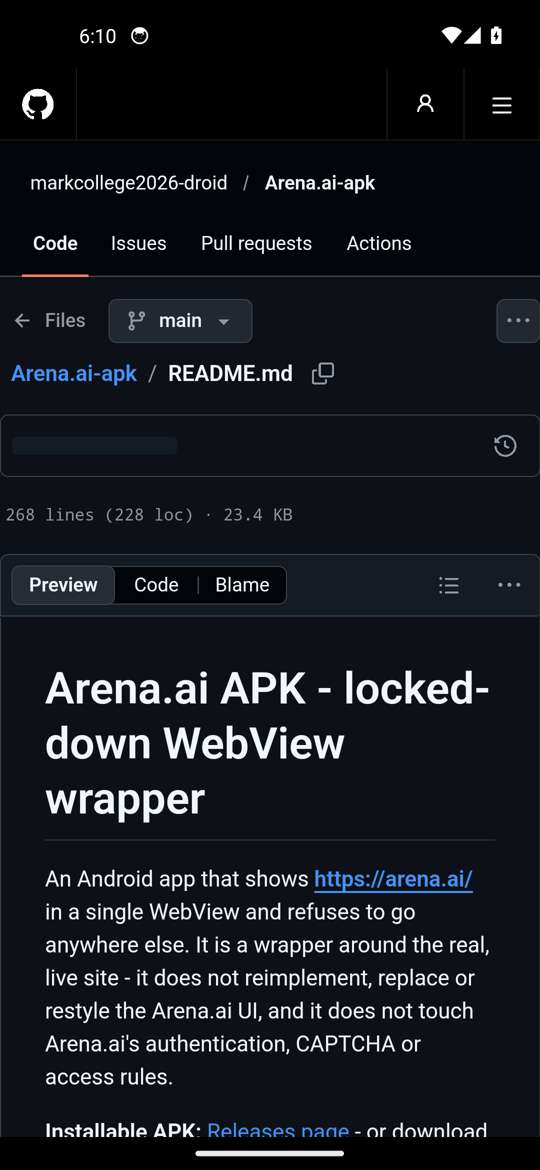 6:10
markcollege2026-droid / Arena.ai-apk
Code Issues Pull requests Actions
Files main
Arena.ai-apk / README.md
268 lines (228 loc) · 23.4 KB
Preview Code Blame
Arena.ai APK - locked-
down WebView
wrapper
An Android app that shows https://arena.ai/
in a single WebView and refuses to go
anywhere else. It is a wrapper around the real,
live site - it does not reimplement, replace or
restyle the Arena.ai UI, and it does not touch
Arena.ai's authentication, CAPTCHA or
access rules.
Installable APK: Releases page - or download